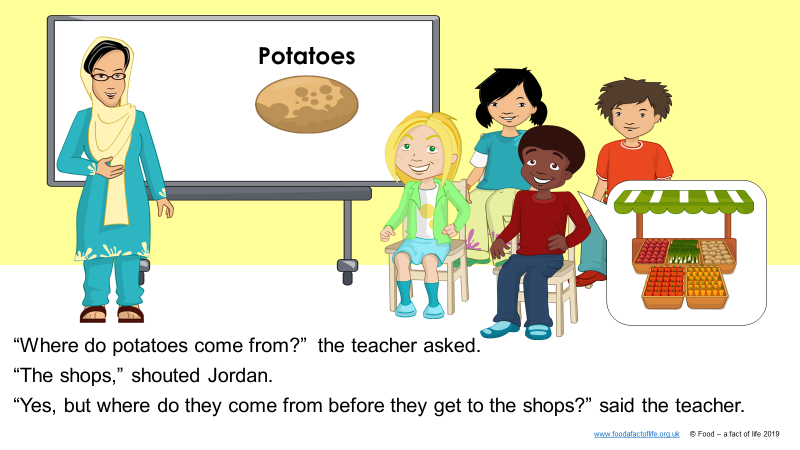 Potatoes
“Where do potatoes come from?” the teacher asked.
“The shops,” shouted Jordan.
“Yes, but where do they come from before they get to the shops?” said the teacher.
www.foodafactoflife.org.uk © Food – a fact of life 2019